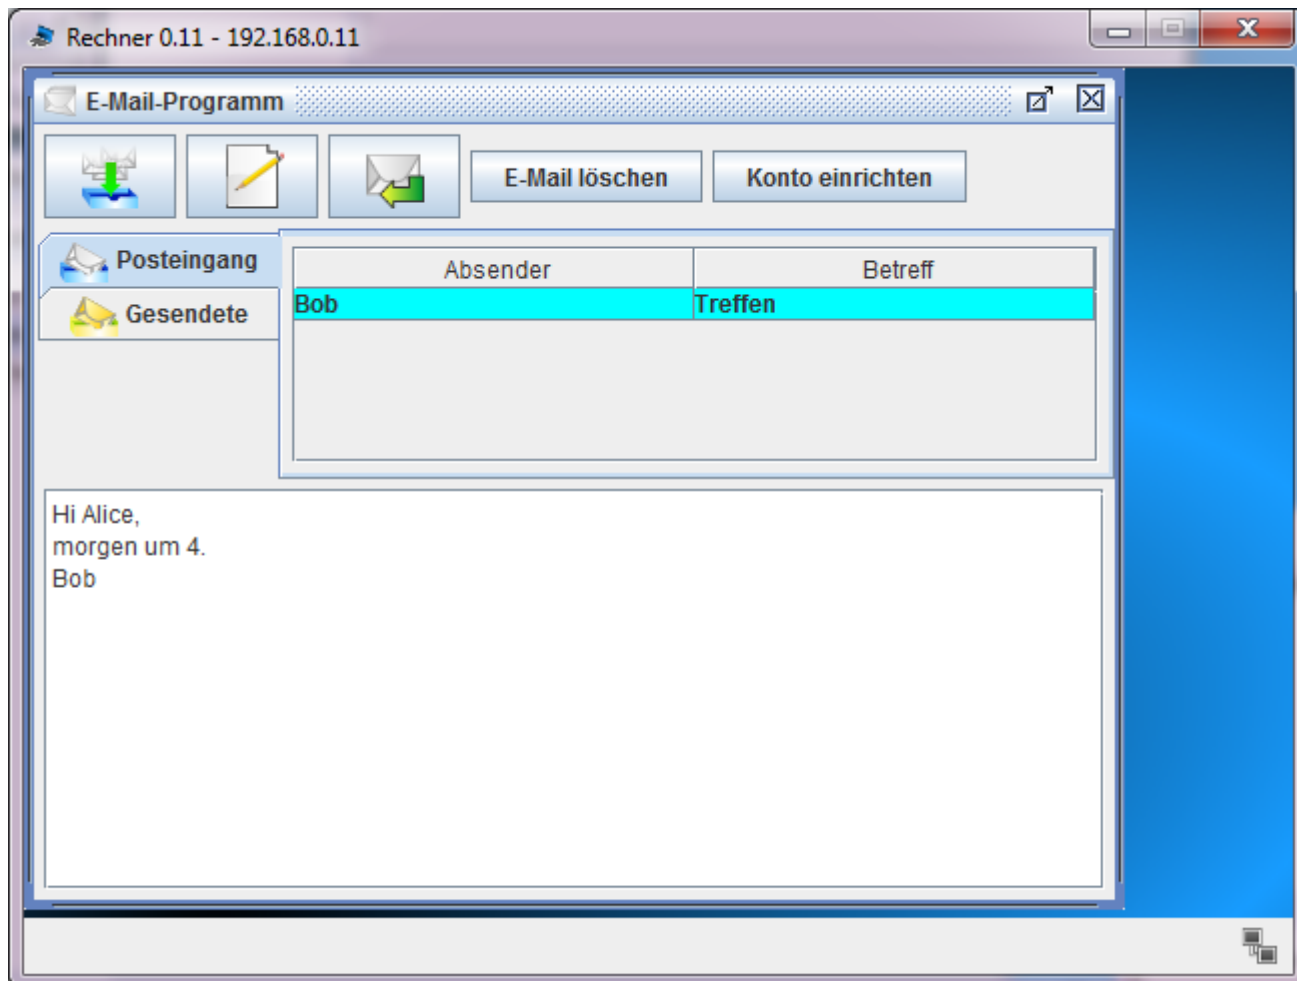 Rechner 0.11 - 192.168.0.11
E-Mail-Programm
E-Mail löschen Konto einrichten
Posteingang
Gesendete
Absender Betreff
Bob Treffen
Hi Alice,
morgen um 4.
Bob